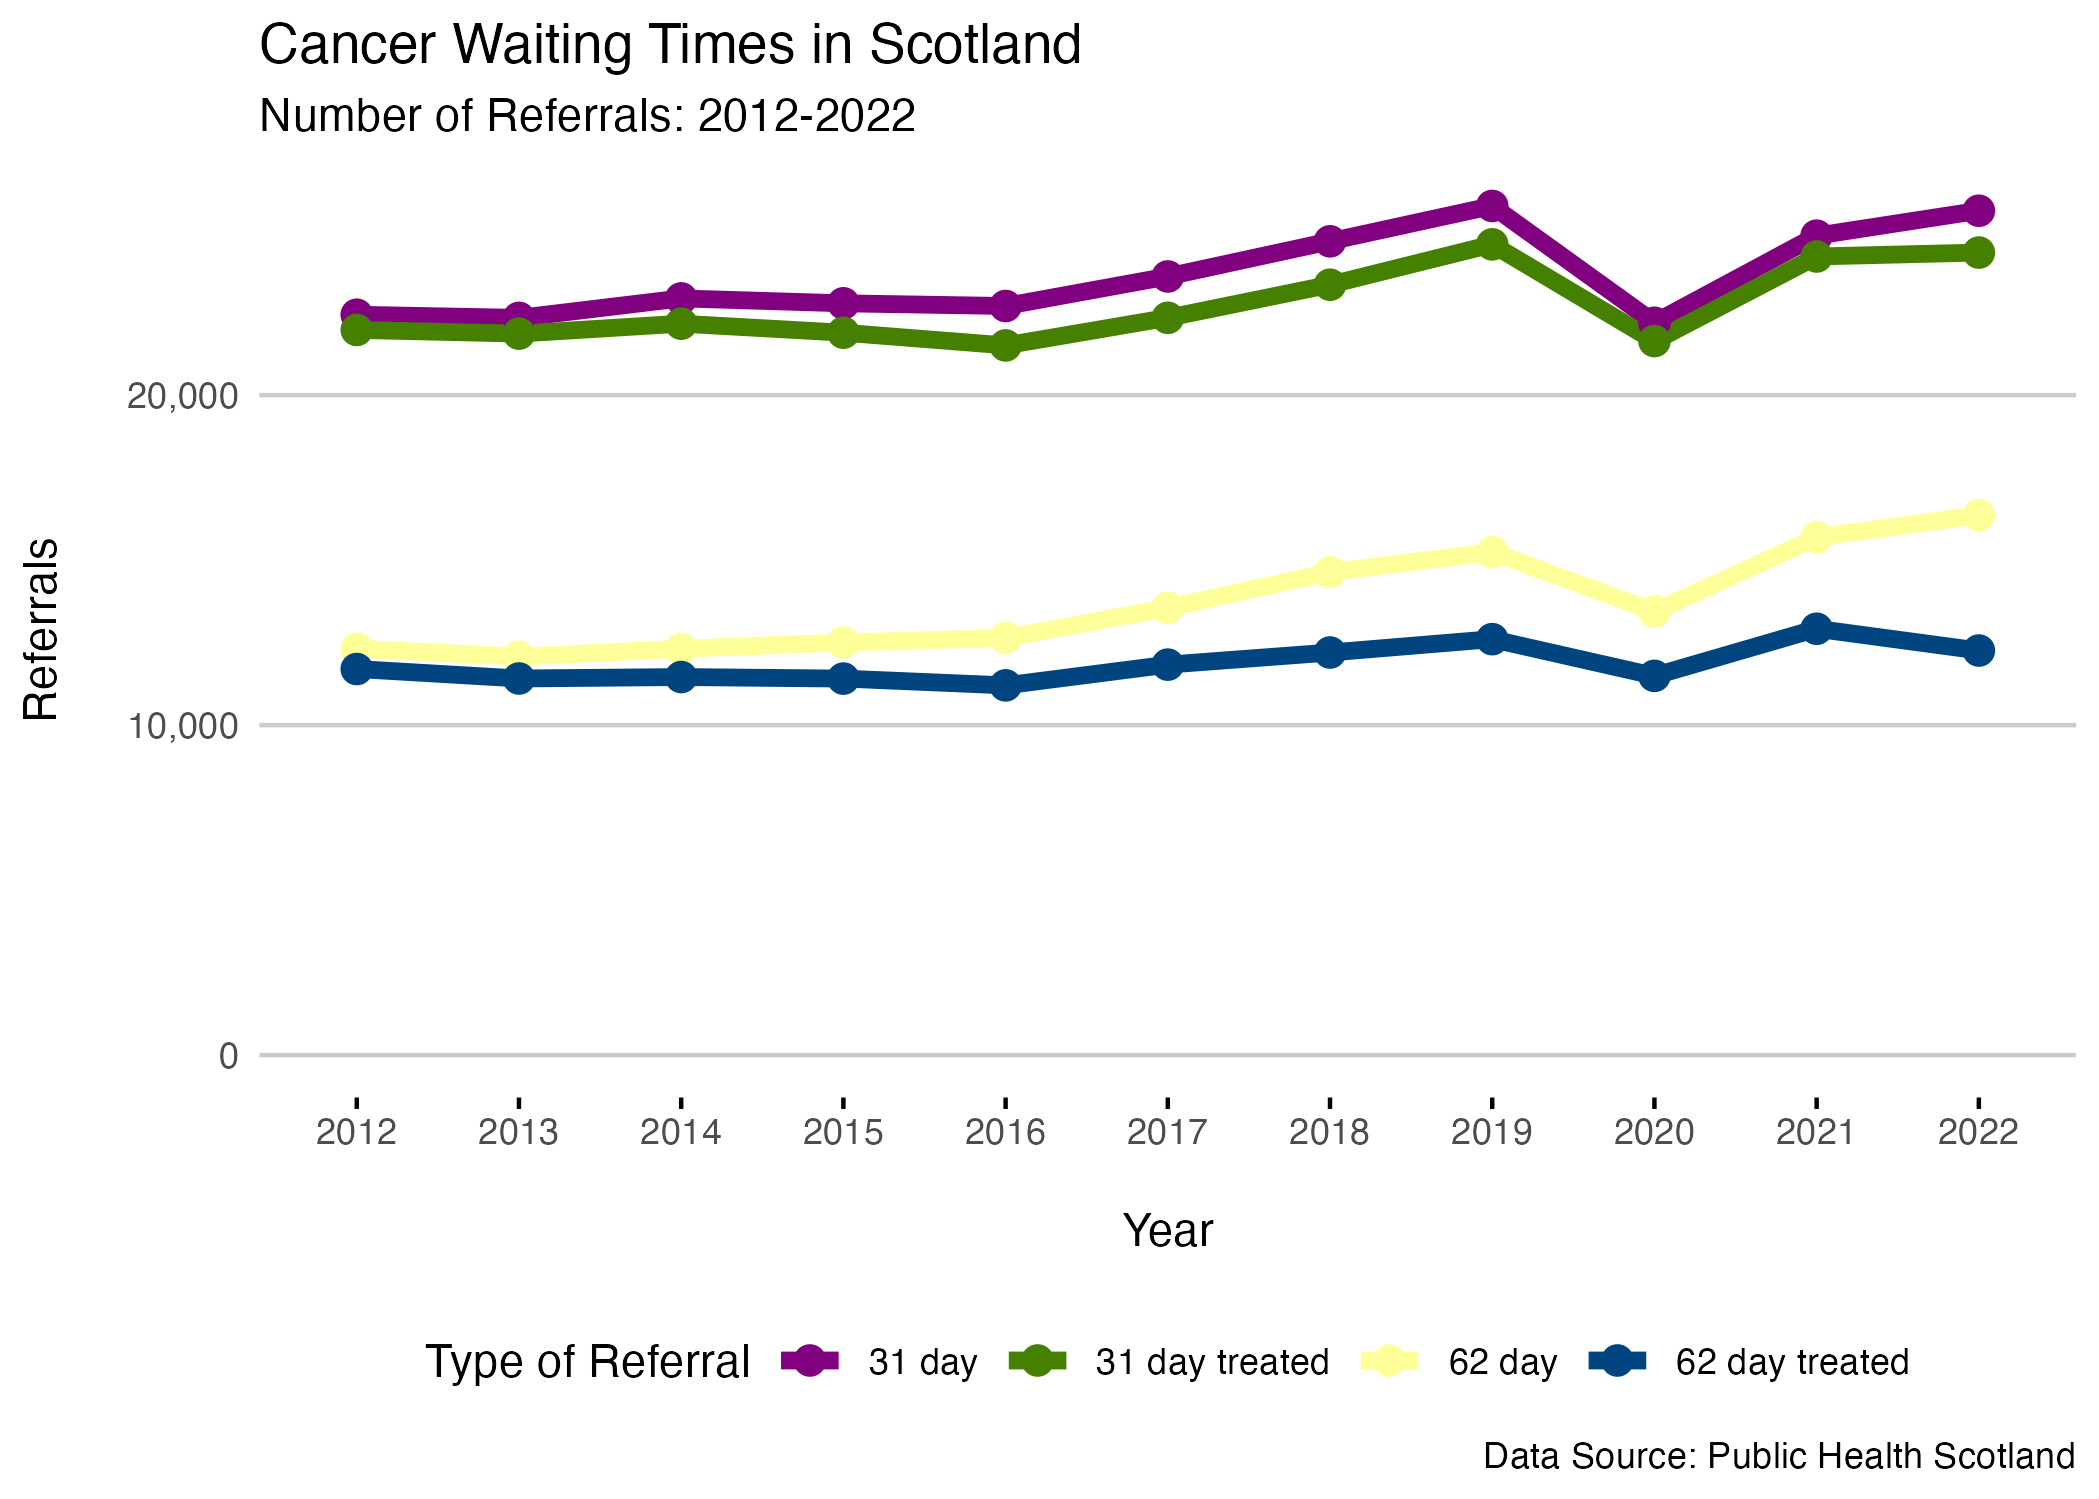 Cancer Waiting Times in Scotland
Number of Referrals: 2012-2022
Referrals
20,000
10,000
0
2012 2013 2014 2015 2016 2017 2018 2019 2020 2021 2022
Year
Type of Referral 31 day 31 day treated 62 day 62 day treated
Data Source: Public Health Scotland